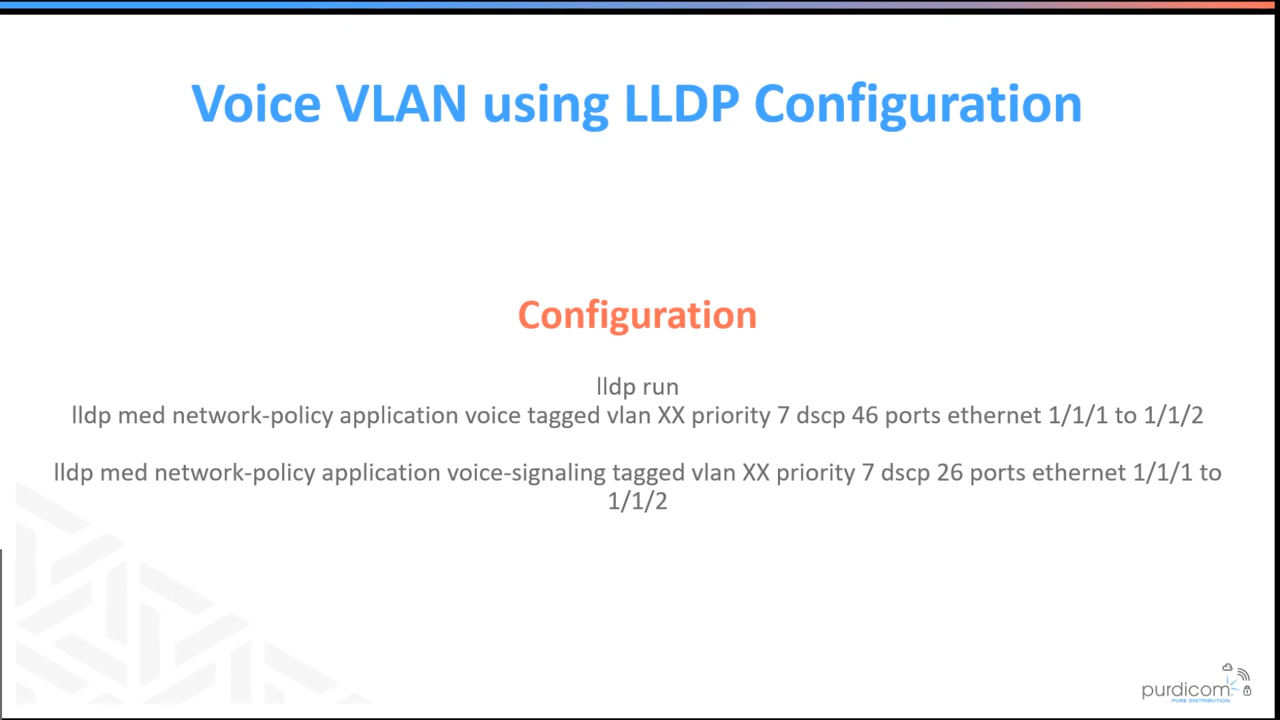 Voice VLAN using LLDP Configuration
Configuration
lldp run
lldp med network-policy application voice tagged vlan XX priority 7 dscp 46 ports ethernet 1/1/1 to 1/1/2
lldp med network-policy application voice-signaling tagged vlan XX priority 7 dscp 26 ports ethernet 1/1/1 to
1/1/2
purdicom
PURE DISTRIBUTION